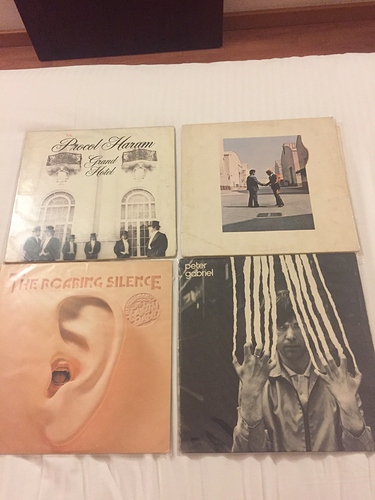 Procol Harum
Grand
Hotel
THE ROARING SILENCE
peter
gabriel